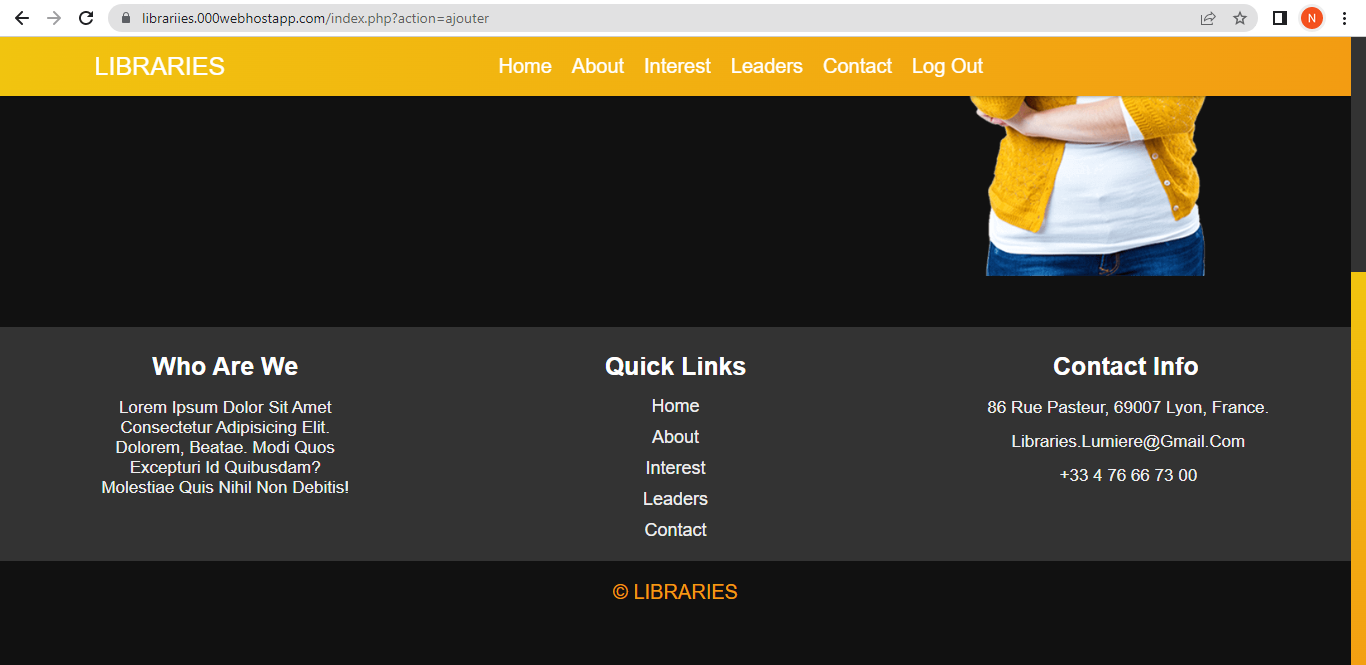 librariies.000webhostapp.com/index.php?action=ajouter
N
LIBRARIES
Home About Interest Leaders Contact Log Out
Who Are We
Lorem Ipsum Dolor Sit Amet
Consectetur Adipisicing Elit.
Dolorem, Beatae. Modi Quos
Excepturi Id Quibusdam?
Molestiae Quis Nihil Non Debitis!
Quick Links
Home
About
Interest
Leaders
Contact
Contact Info
86 Rue Pasteur, 69007 Lyon, France.
Libraries.Lumiere@Gmail.Com
+33 4 76 66 73 00
© LIBRARIES